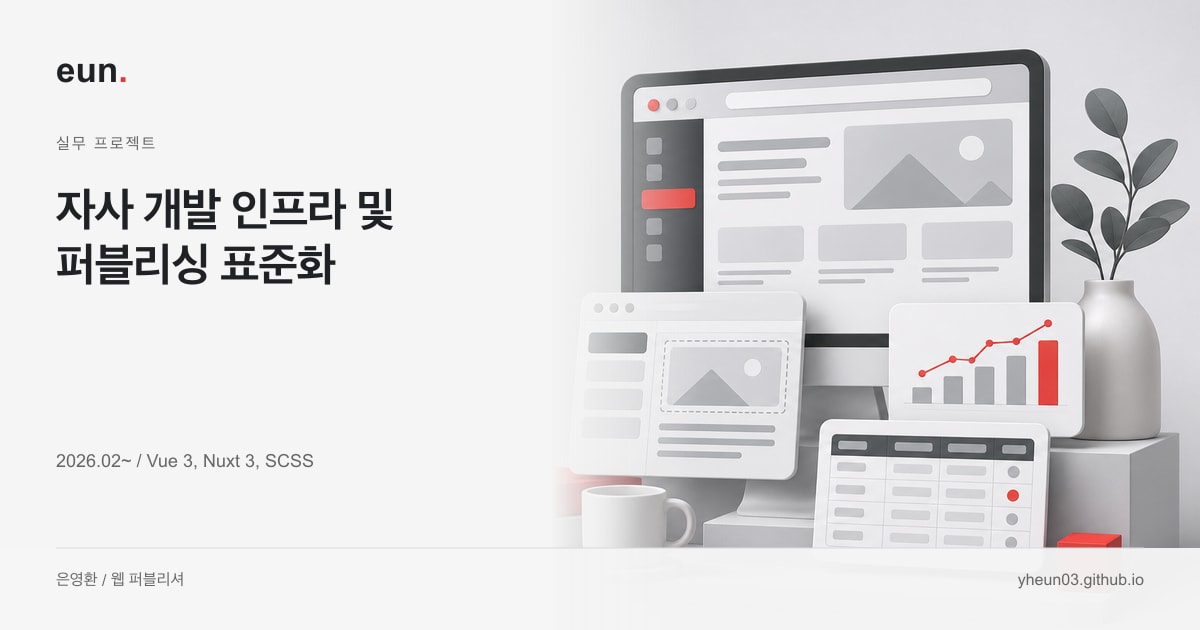 eun.
실무 프로젝트
자사 개발 인프라 및
퍼블리싱 표준화
2026.02~ / Vue 3, Nuxt 3, SCSS
은영환 / 웹 퍼블리셔
yheun03.github.io